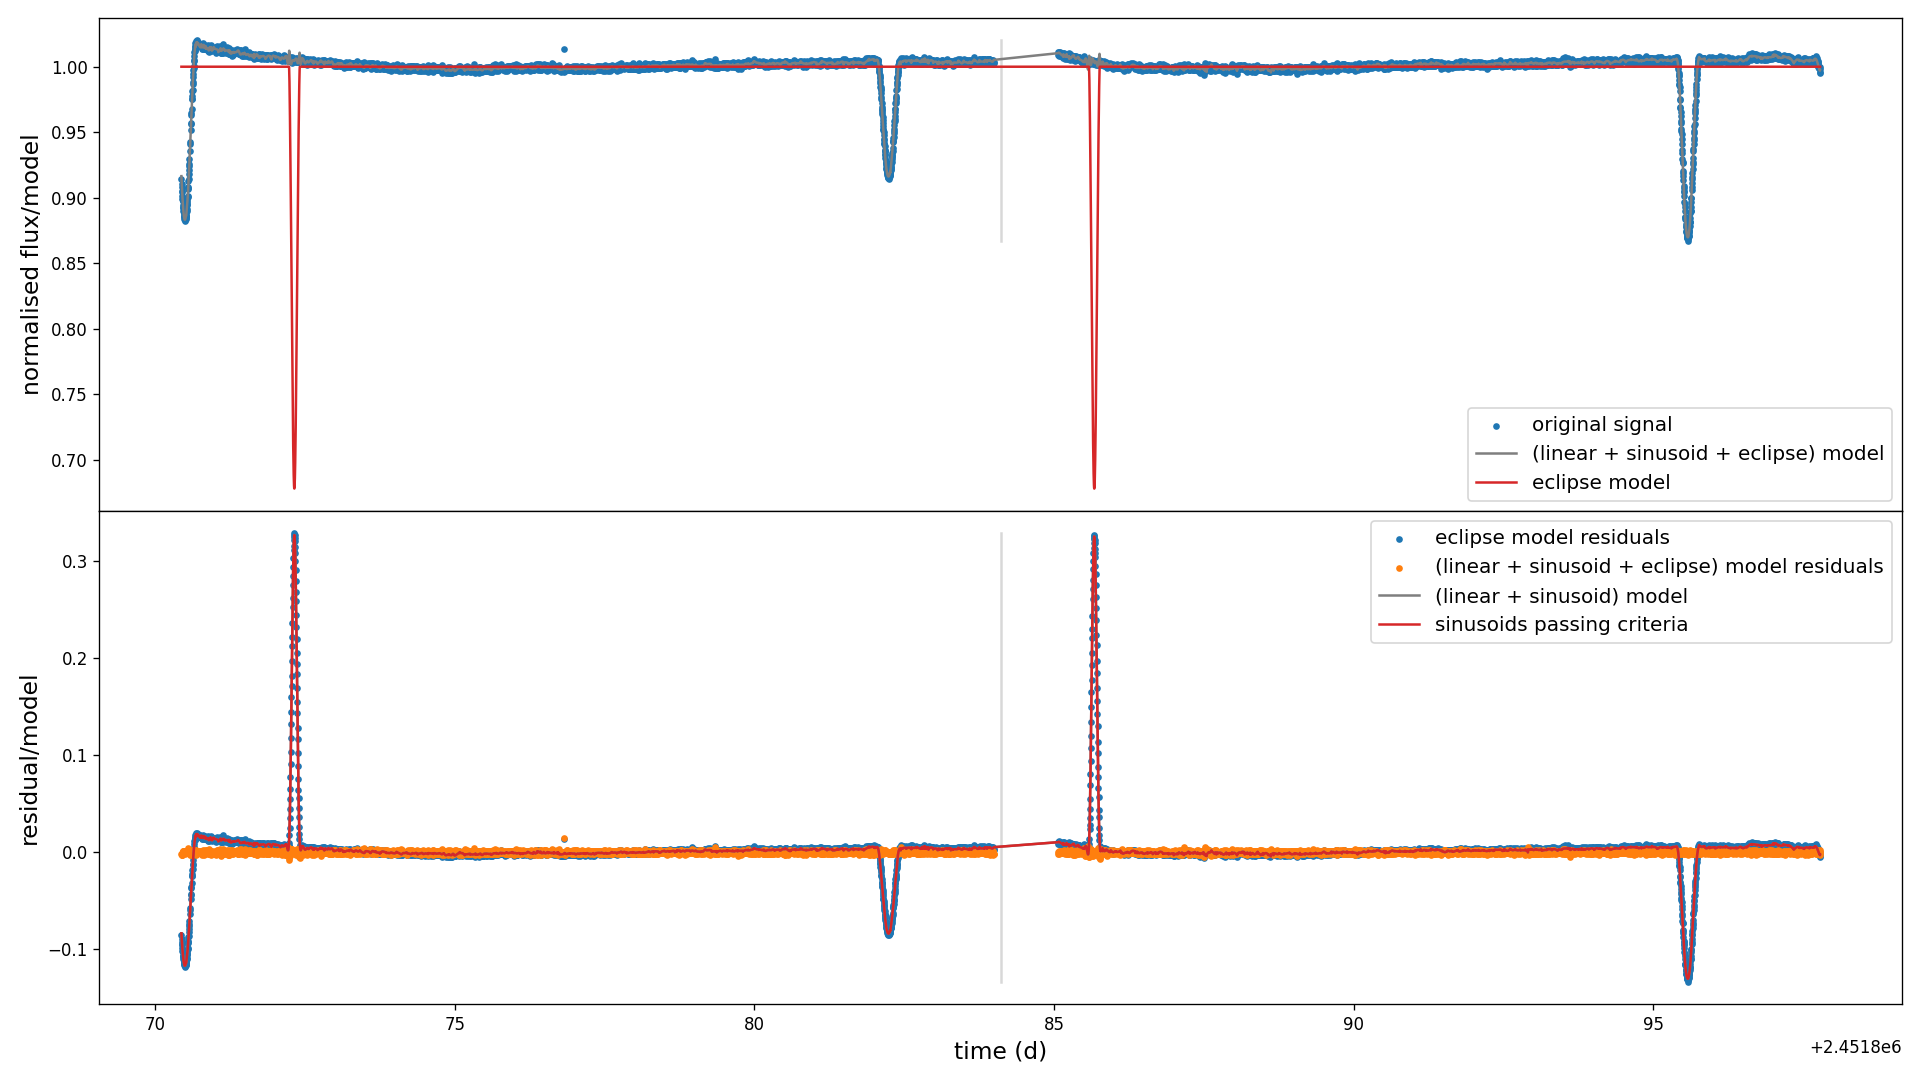 1.00
0.95
0.90
0.85
0.80
0.75
0.70
normalised flux/model
original signal
(linear + sinusoid + eclipse) model
eclipse model
0.3
0.2
0.1
0.0
−0.1
residual/model
eclipse model residuals
(linear + sinusoid + eclipse) model residuals
(linear + sinusoid) model
sinusoids passing criteria
70 75 80 85 90 95
time (d)
+2.4518e6